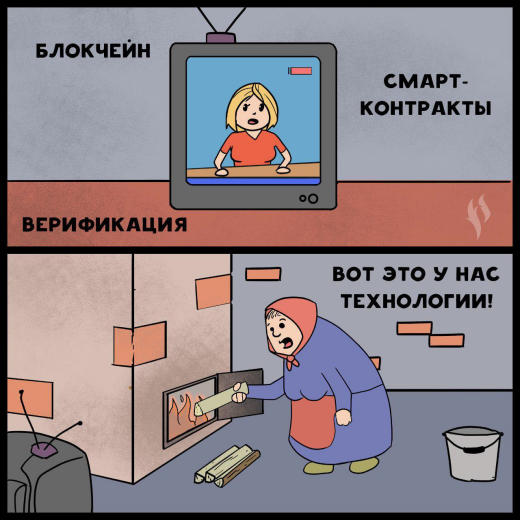 БЛОКЧЕЙН
СМАРТ-
КОНТРАКТЫ
ВЕРИФИКАЦИЯ
ВОТ ЭТО У НАС
ТЕХНОЛОГИИ!